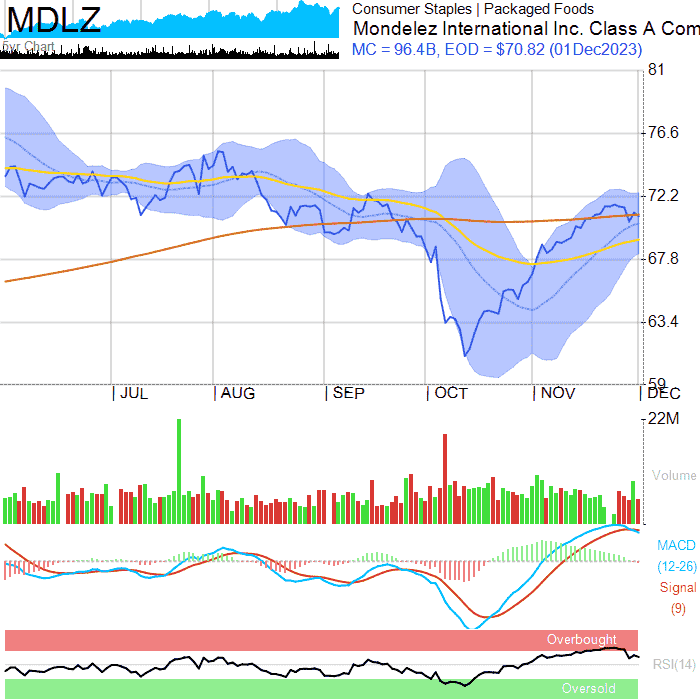 MDLZ
5yr Chart
Consumer Staples | Packaged Foods
Mondelez International Inc. Class A Com
MC = 96.4B, EOD = $70.82 (01Dec2023)
81
76.6
72.2
67.8
63.4
59
JUL
AUG
SEP
OCT
NOV
DEC
22M
Volume
MACD
(12-26)
Signal
(9)
Overbought
RSI(14)
Oversold